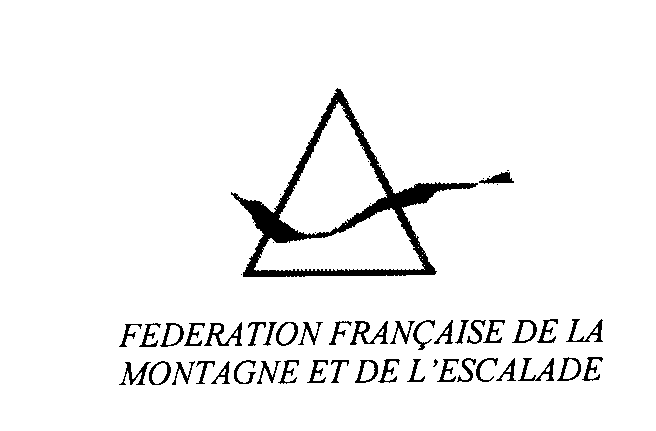 FEDERATION FRANÇAISE DE LA
MONTAGNE ET DE L'ESCALADE